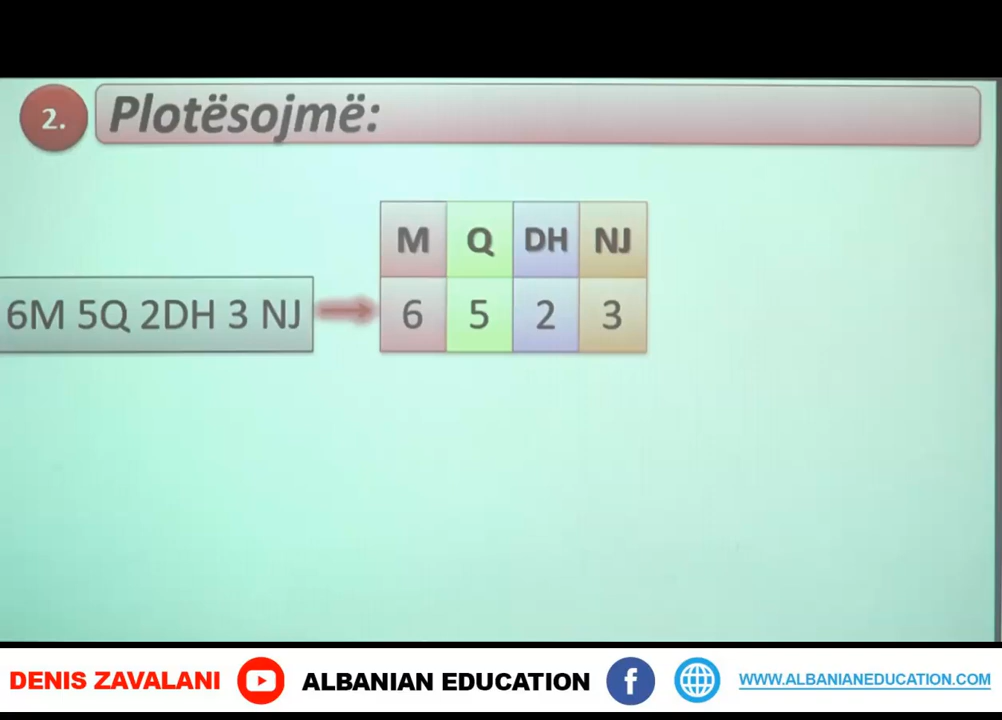 2. Plotësojmë:
M Q DH NJ
6M 5Q 2DH 3 NJ 6 5 2 3
DENIS ZAVALANI ALBANIAN EDUCATION f WWW.ALBANIANEDUCATION.COM